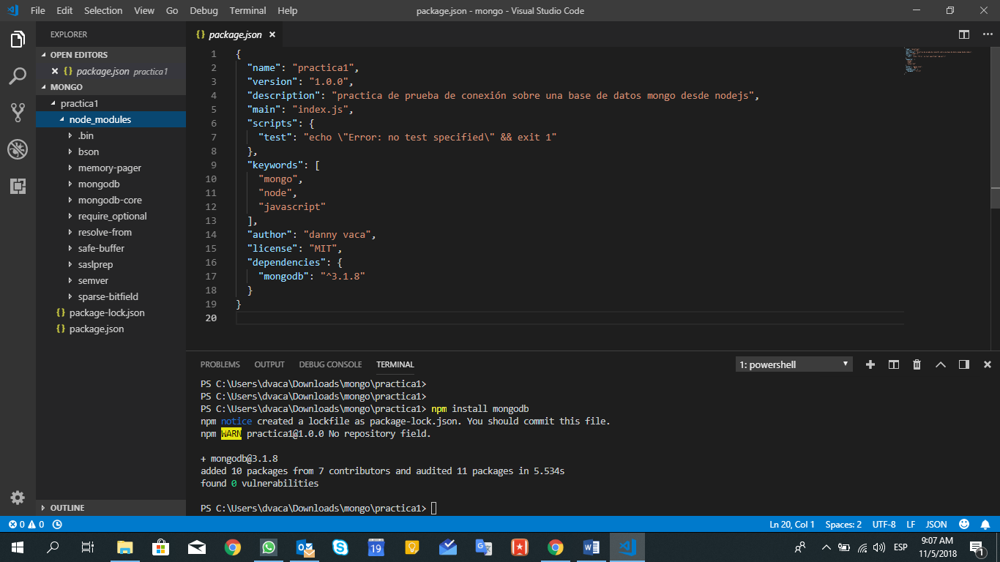 File Edit Selection View Go Debug Terminal Help
package.json - mongo - Visual Studio Code
EXPLORER
OPEN EDITORS
{} package.json practica1
MONGO
practica1
node_modules
.bin
bson
memory-pager
mongodb
mongodb-core
require_optional
resolve-from
safe-buffer
saslprep
semver
sparse-bitfield
{} package-lock.json
{} package.json
OUTLINE
{} package.json
1 {
2 "name": "practica1",
3 "version": "1.0.0",
4 "description": "practica de prueba de conexión sobre una base de datos mongo desde nodejs",
5 "main": "index.js",
6 "scripts": {
7 "test": "echo \"Error: no test specified\" && exit 1"
8 },
9 "keywords": [
10 "mongo",
11 "node",
12 "javascript"
13 ],
14 "author": "danny vaca",
15 "license": "MIT",
16 "dependencies": {
17 "mongodb": "^3.1.8"
18 }
19 }
20
PROBLEMS OUTPUT DEBUG CONSOLE TERMINAL
1: powershell
PS C:\Users\dvaca\Downloads\mongo\practica1>
PS C:\Users\dvaca\Downloads\mongo\practica1>
PS C:\Users\dvaca\Downloads\mongo\practica1> npm install mongodb
npm notice created a lockfile as package-lock.json. You should commit this file.
npm WARN practica1@1.0.0 No repository field.
+ mongodb@3.1.8
added 10 packages from 7 contributors and audited 11 packages in 5.534s
found 0 vulnerabilities
PS C:\Users\dvaca\Downloads\mongo\practica1>
0 0
Ln 20, Col 1 Spaces: 2 UTF-8 LF JSON
19
ESP
9:07 AM
11/5/2018
1